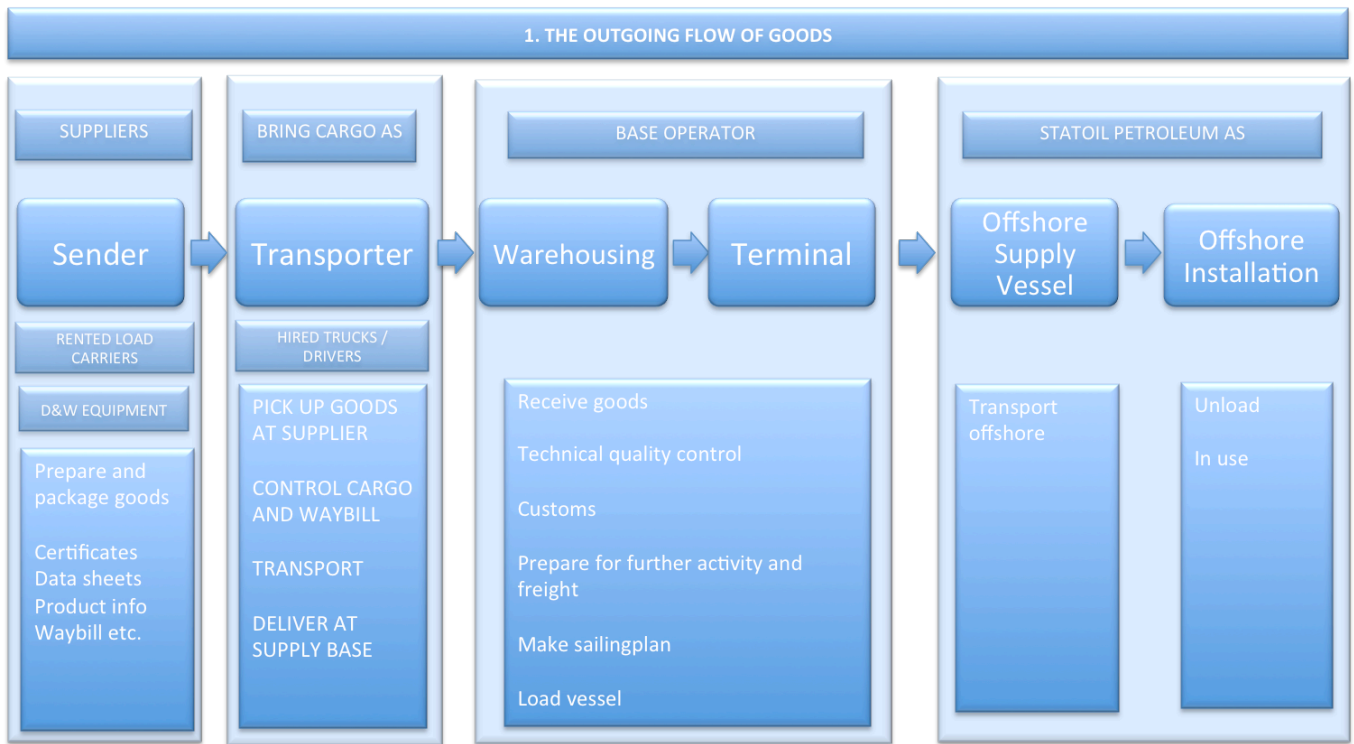 1. THE OUTGOING FLOW OF GOODS
SUPPLIERS
BRING CARGO AS
BASE OPERATOR
STATOIL PETROLEUM AS
Sender
Transporter
Warehousing
Terminal
Offshore
Supply
Vessel
Offshore
Installation
RENTED LOAD
CARRIERS
D&W EQUIPMENT
Prepare and
package goods
Certificates
Data sheets
Product info
Waybill etc.
HIRED TRUCKS /
DRIVERS
PICK UP GOODS
AT SUPPLIER
CONTROL CARGO
AND WAYBILL
TRANSPORT
DELIVER AT
SUPPLY BASE
Receive goods
Technical quality control
Customs
Prepare for further activity and
freight
Make sailingplan
Load vessel
Transport
offshore
Unload
In use